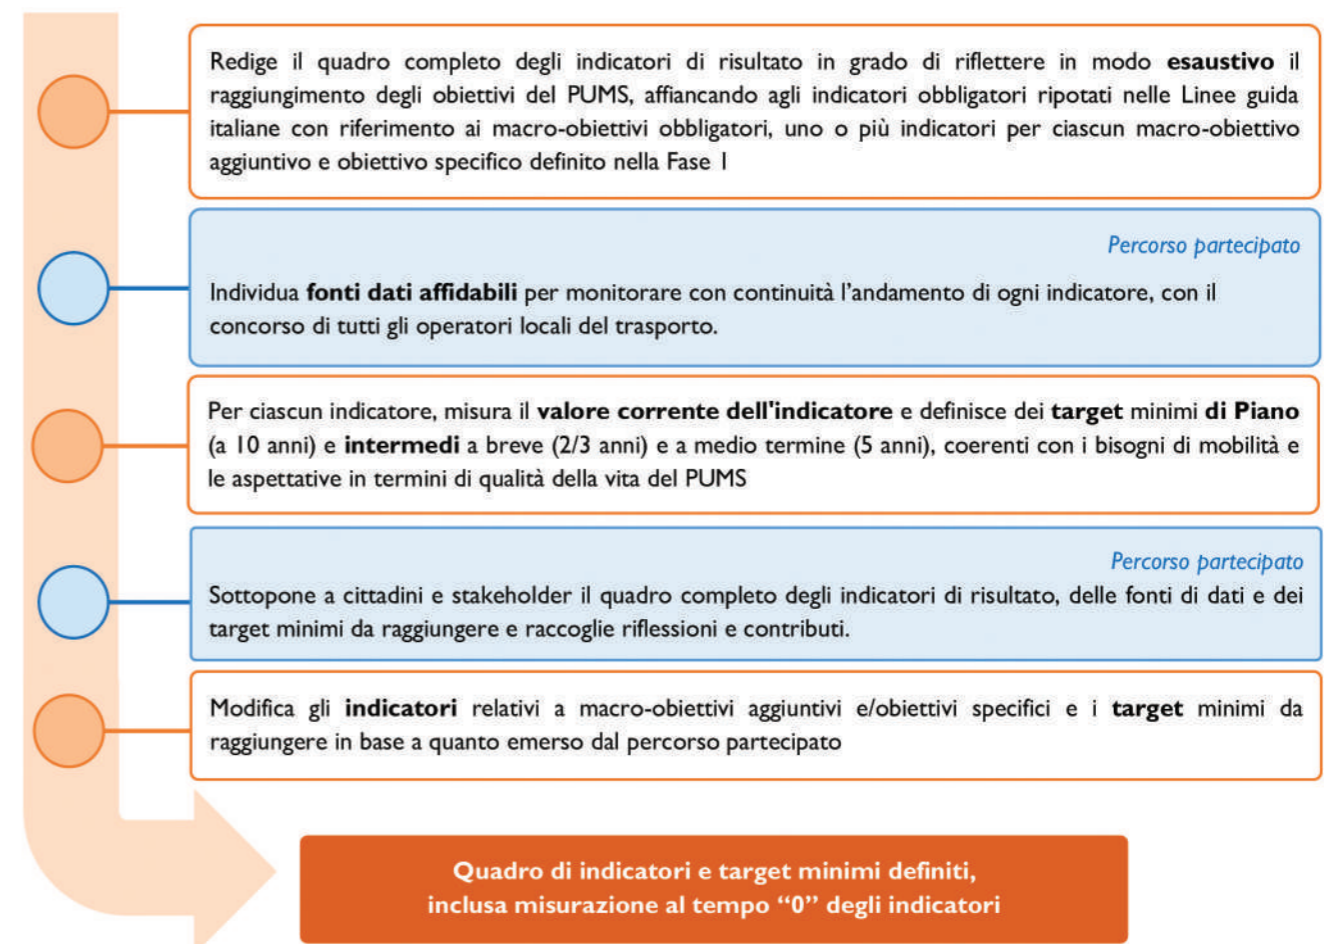 Redige il quadro completo degli indicatori di risultato in grado di riflettere in modo esaustivo il
raggiungimento degli obiettivi del PUMS, affiancando agli indicatori obbligatori ripotati nelle Linee guida
italiane con riferimento ai macro-obiettivi obbligatori, uno o più indicatori per ciascun macro-obiettivo
aggiuntivo e obiettivo specifico definito nella Fase 1
Percorso partecipato
Individua fonti dati affidabili per monitorare con continuità l'andamento di ogni indicatore, con il
concorso di tutti gli operatori locali del trasporto.
Per ciascun indicatore, misura il valore corrente dell'indicatore e definisce dei target minimi di Piano
(a 10 anni) e intermedi a breve (2/3 anni) e a medio termine (5 anni), coerenti con i bisogni di mobilità e
le aspettative in termini di qualità della vita del PUMS
Percorso partecipato
Sottopone a cittadini e stakeholder il quadro completo degli indicatori di risultato, delle fonti di dati e dei
target minimi da raggiungere e raccoglie riflessioni e contributi.
Modifica gli indicatori relativi a macro-obiettivi aggiuntivi e/obiettivi specifici e i target minimi da
raggiungere in base a quanto emerso dal percorso partecipato
Quadro di indicatori e target minimi definiti,
inclusa misurazione al tempo “0” degli indicatori